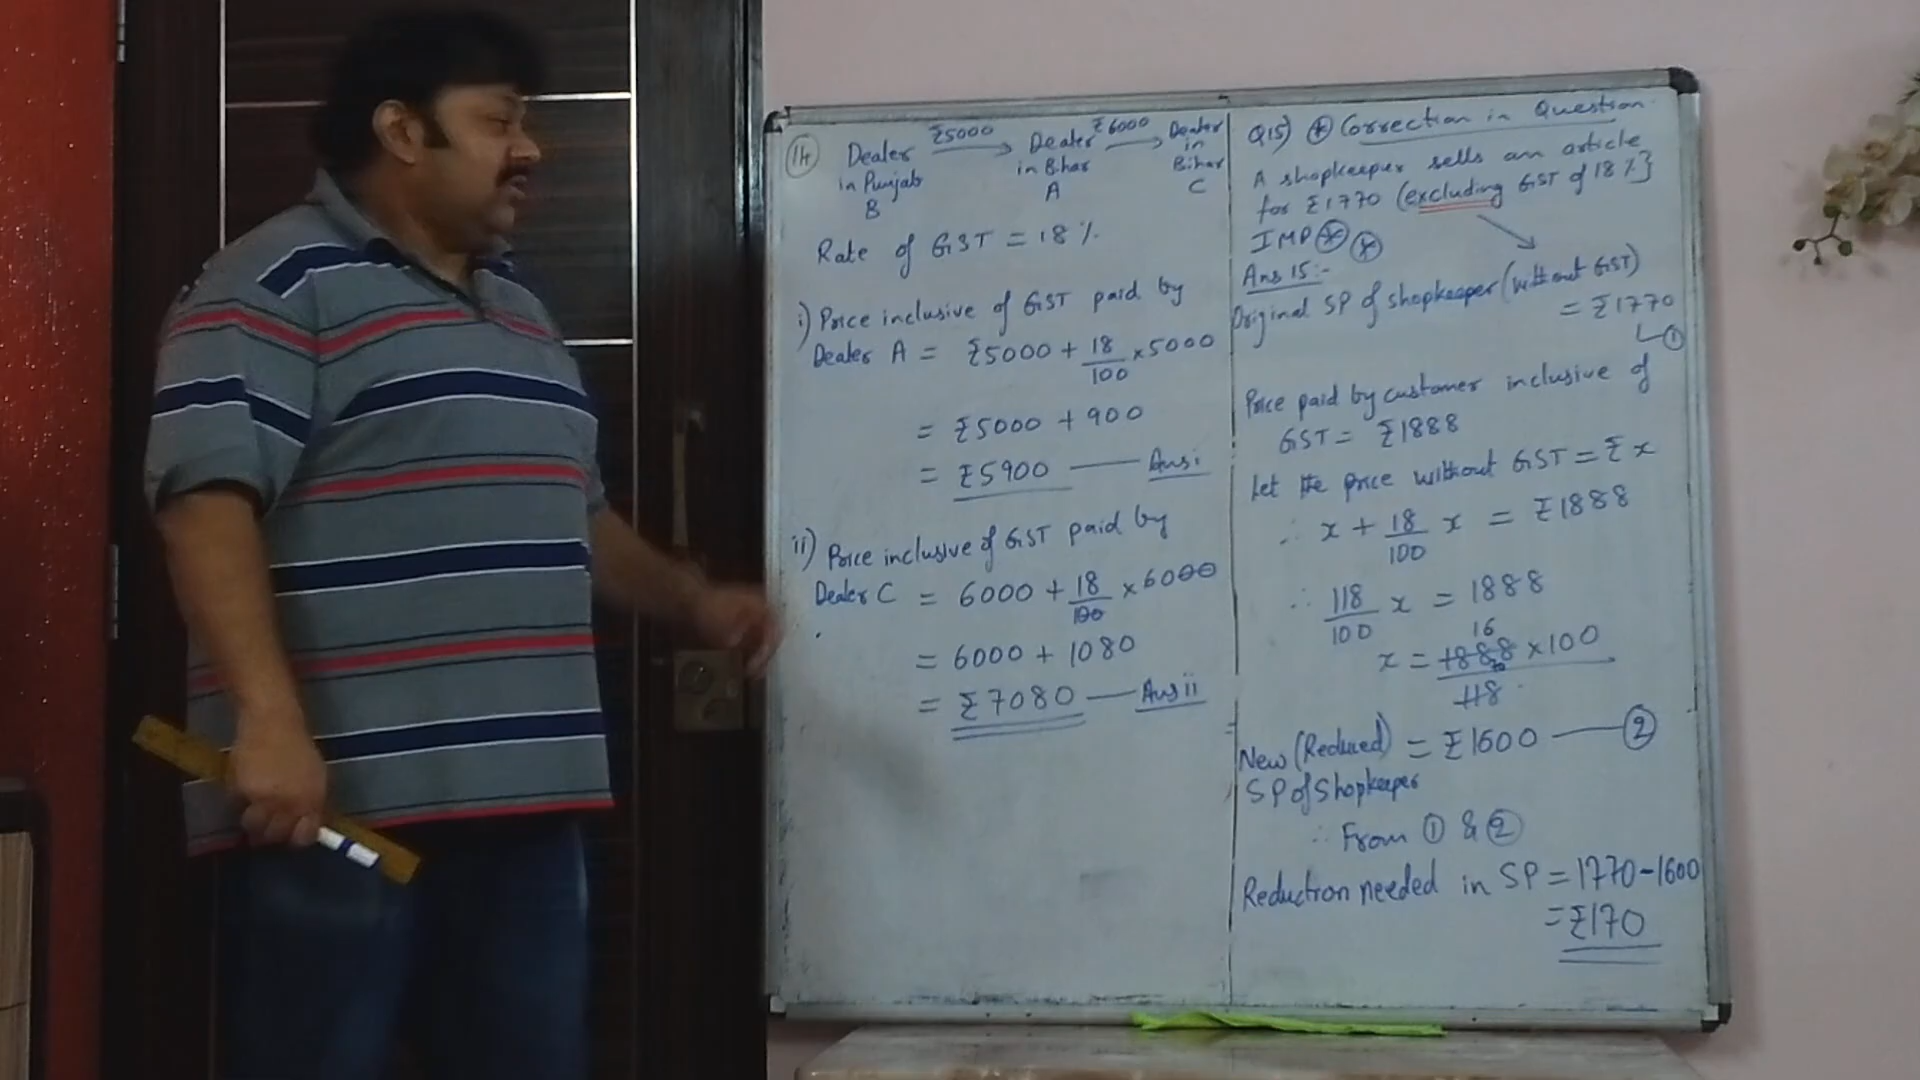 14 Dealer in Punjab B ₹5000 → Dealer in Bihar A ₹6000 → Dealer in Bihar C
Rate of GST = 18%
i) Price inclusive of GST paid by
Dealer A = ₹5000 + 18/100 × 5000
= ₹5000 + 900
= ₹5900 — Ans i
ii) Price inclusive of GST paid by
Dealer C = 6000 + 18/100 × 6000
= 6000 + 1080
= ₹7080 — Ans ii
Q15) * Correction in Question
A shopkeeper sells an article
for ₹1770 (excluding GST of 18%}
IMP * *
Ans 15:-
Original SP of shopkeeper (without GST)
= ₹1770
①
Price paid by customer inclusive of
GST = ₹1888
Let the price without GST = ₹x
∴ x + 18/100 x = ₹1888
∴ 118/100 x = 1888
16
x = 1888 × 100 / 118
New (Reduced) = ₹1600 — ②
SP of Shopkeeper
∴ From ① & ②
Reduction needed in SP = 1770-1600
= ₹170